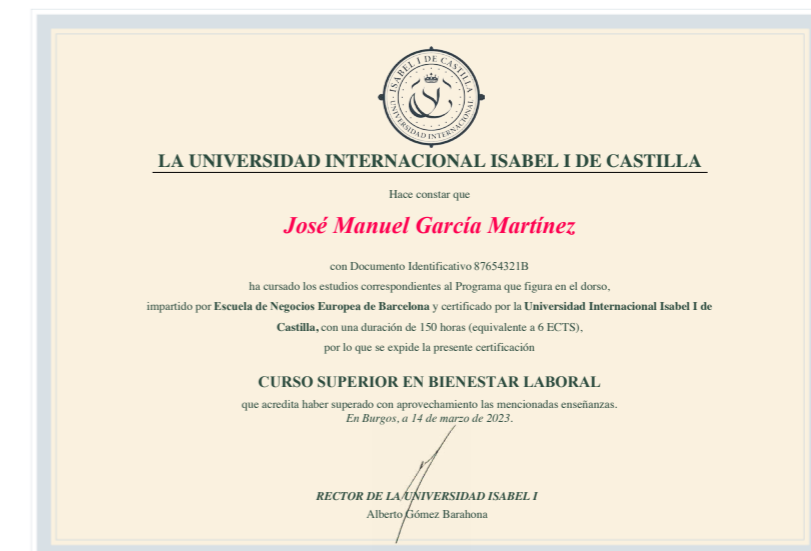 ISABEL I DE CASTILLA
UNIVERSIDAD INTERNACIONAL
LA UNIVERSIDAD INTERNACIONAL ISABEL I DE CASTILLA
Hace constar que
José Manuel García Martínez
con Documento Identificativo 87654321B
ha cursado los estudios correspondientes al Programa que figura en el dorso,
impartido por Escuela de Negocios Europea de Barcelona y certificado por la Universidad Internacional Isabel I de
Castilla, con una duración de 150 horas (equivalente a 6 ECTS),
por lo que se expide la presente certificación
CURSO SUPERIOR EN BIENESTAR LABORAL
que acredita haber superado con aprovechamiento las mencionadas enseñanzas.
En Burgos, a 14 de marzo de 2023.
RECTOR DE LA UNIVERSIDAD ISABEL I
Alberto Gómez Barahona